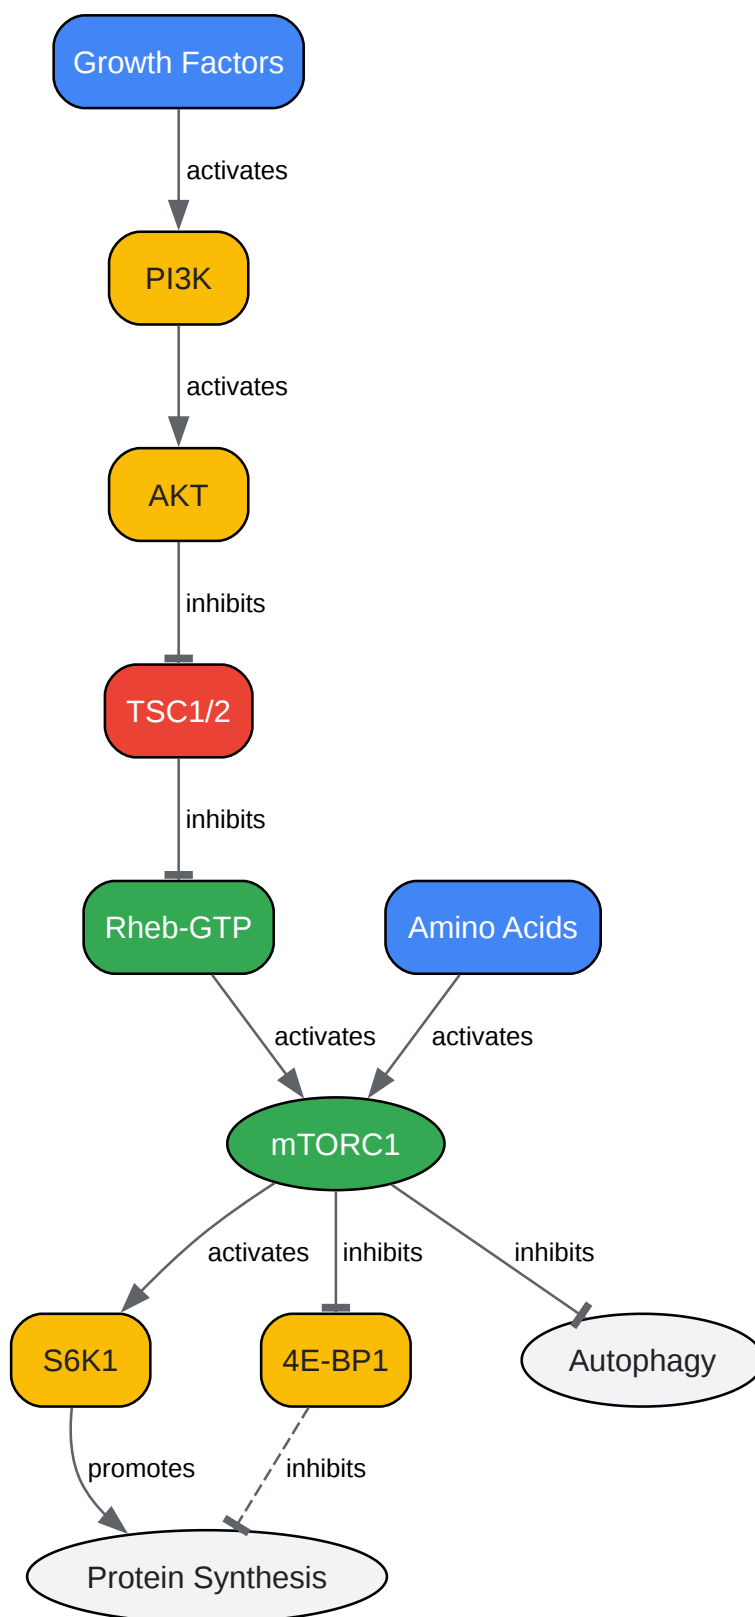 Growth Factors
activates
PI3K
activates
AKT
inhibits
TSC1/2
inhibits
Rheb-GTP
Amino Acids
activates
activates
mTORC1
activates
inhibits
inhibits
S6K1
4E-BP1
Autophagy
promotes
inhibits
Protein Synthesis